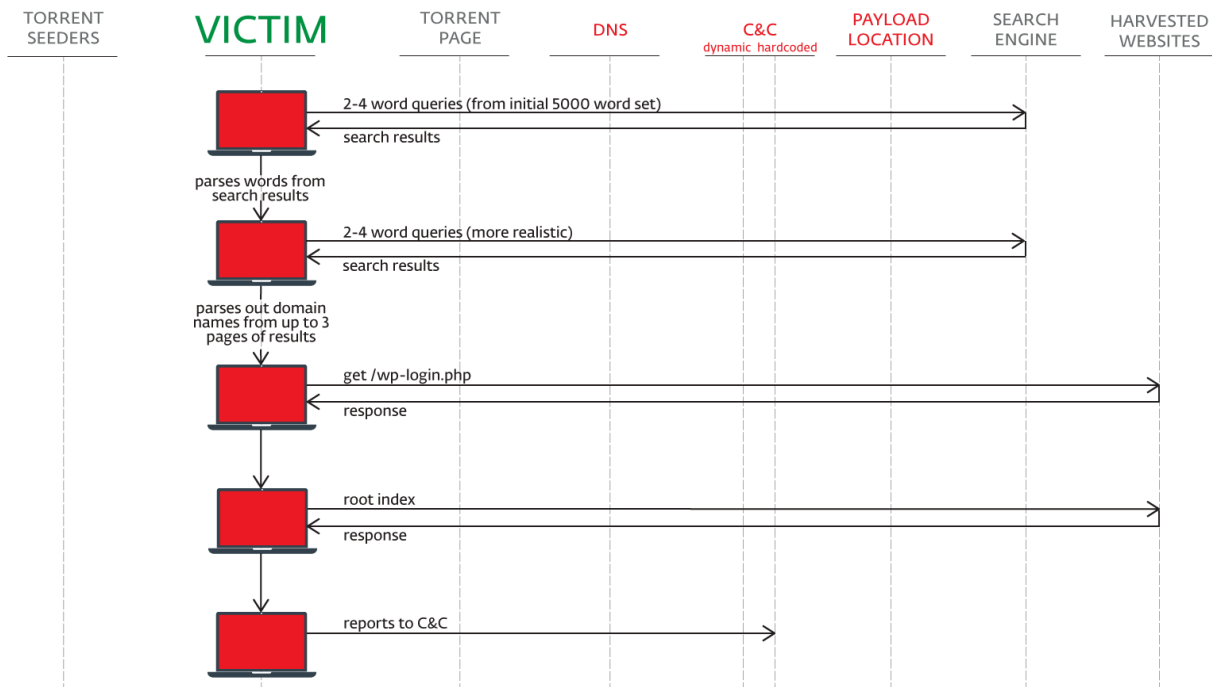 TORRENT
SEEDERS
VICTIM
TORRENT
PAGE
DNS
C&C
dynamic hardcoded
PAYLOAD
LOCATION
SEARCH
ENGINE
HARVESTED
WEBSITES
2-4 word queries (from initial 5000 word set)
search results
parses words from
search results
2-4 word queries (more realistic)
search results
parses out domain
names from up to 3
pages of results
get /wp-login.php
response
root index
response
reports to C&C